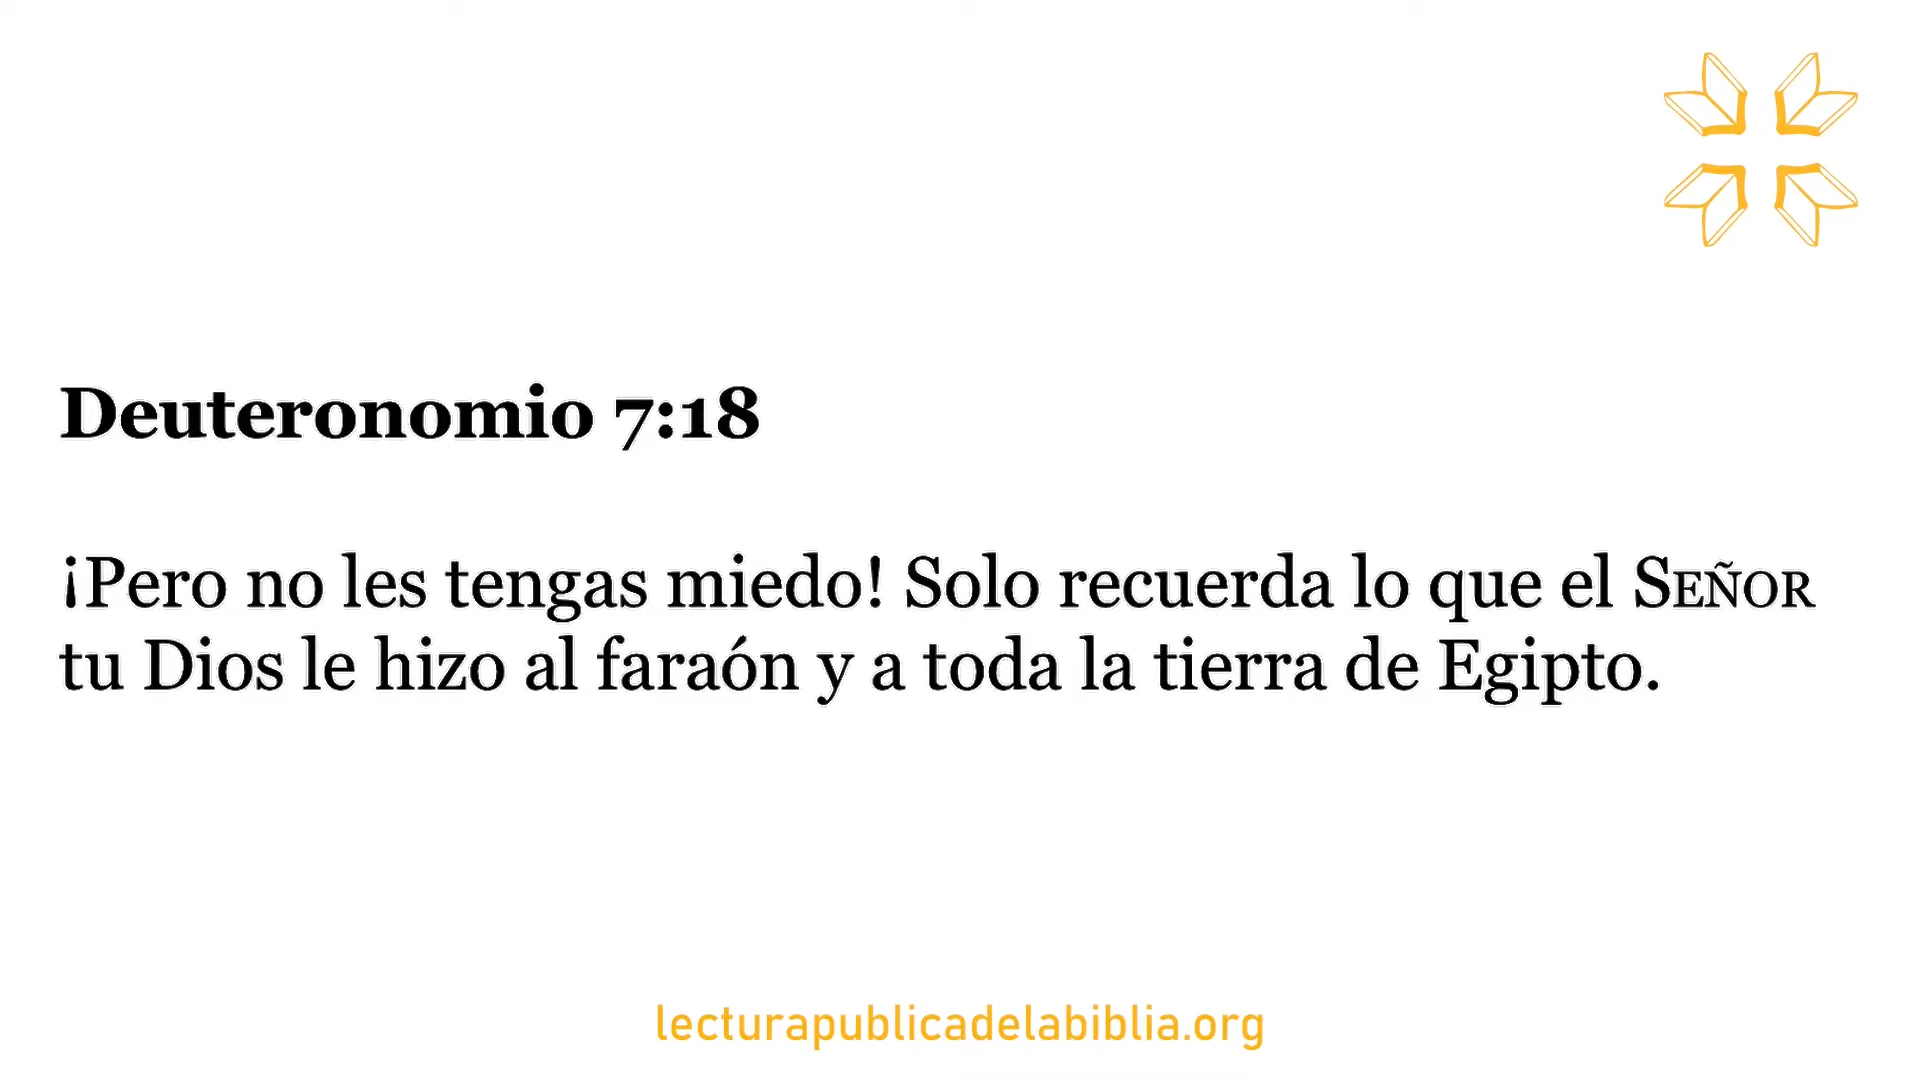 Deuteronomio 7:18
¡Pero no les tengas miedo! Solo recuerda lo que el SEÑOR
tu Dios le hizo al faraón y a toda la tierra de Egipto.
lecturapublicadelabiblia.org